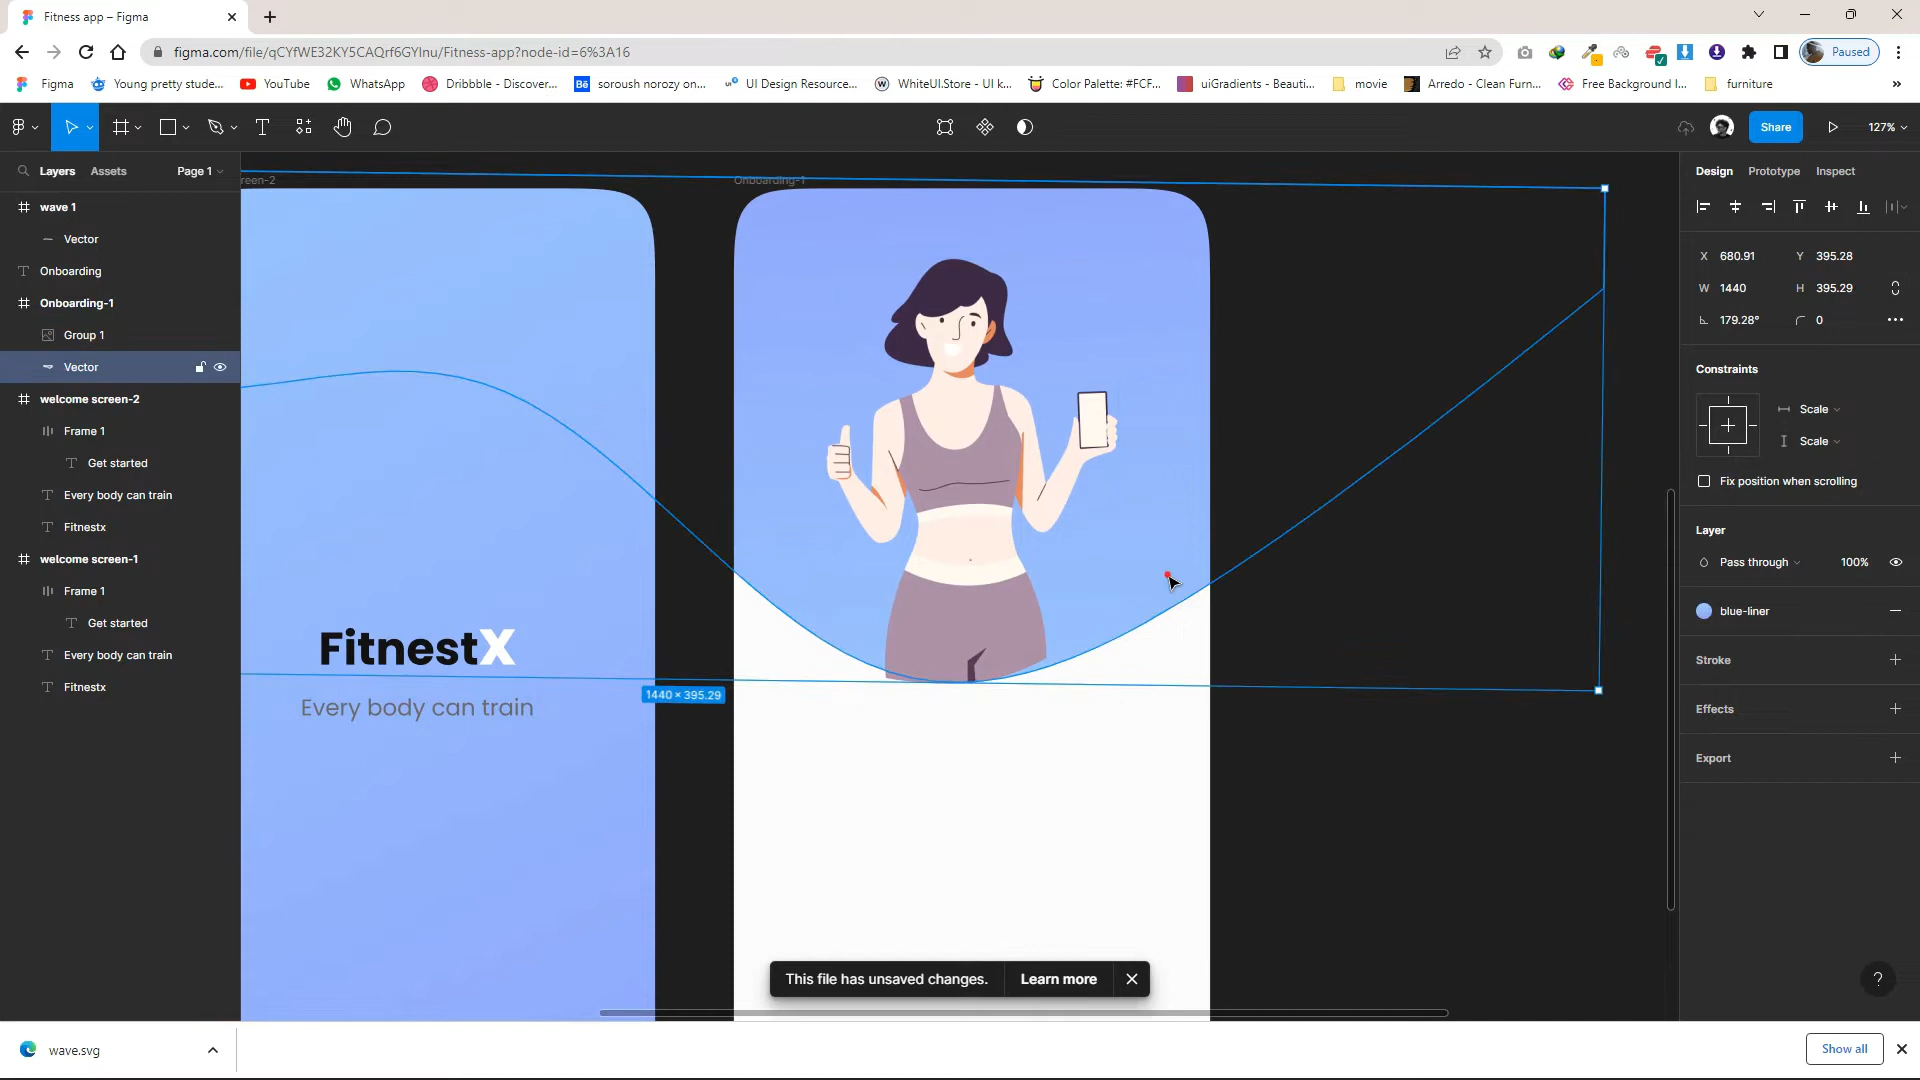 Fitness app – Figma
figma.com/file/qCYfWE32KY5CAQrf6GYlnu/Fitness-app?node-id=6%3A16
Paused
Figma
Young pretty stude...
YouTube
WhatsApp
Dribbble - Discover...
Bē soroush norozy on...
UI Design Resource...
WhiteUI.Store - UI k...
Color Palette: #FCF...
uiGradients - Beauti...
movie
Arredo - Clean Furn...
Free Background I...
furniture
Share
127%
Layers
Assets
Page 1
wave 1
Vector
Onboarding
Onboarding-1
Group 1
Vector
welcome screen-2
Frame 1
Get started
Every body can train
Fitnestx
welcome screen-1
Frame 1
Get started
Every body can train
Fitnestx
reen-2
Onboarding-1
FitnestX
Every body can train
1440 × 395.29
This file has unsaved changes.
Learn more
Design
Prototype
Inspect
X 680.91
Y 395.28
W 1440
H 395.29
179.28°
0
Constraints
Scale
Scale
Fix position when scrolling
Layer
Pass through
100%
blue-liner
Stroke
Effects
Export
?
wave.svg
Show all